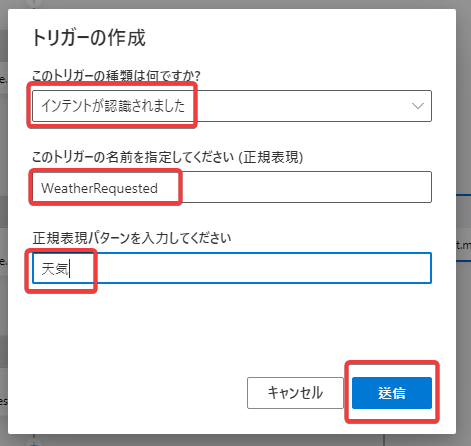 トリガーの作成
このトリガーの種類は何ですか?
インテントが認識されました
このトリガーの名前を指定してください (正規表現)
WeatherRequested
正規表現パターンを入力してください
天気
キャンセル
送信